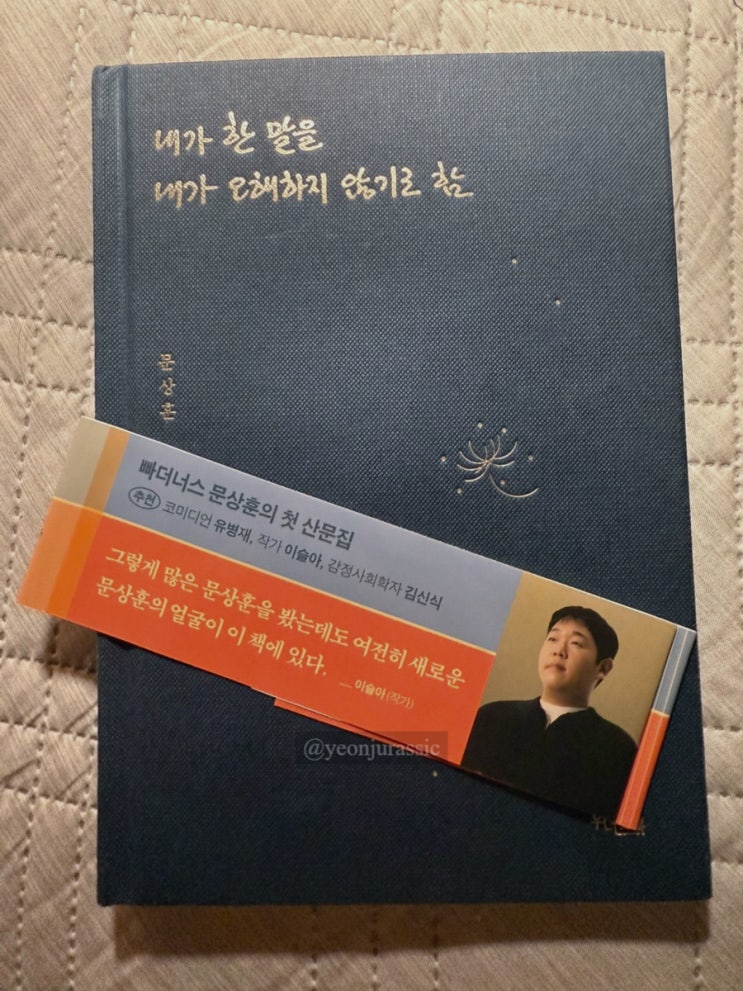 내가 한 말을
내가 오해하지 않기로 함
문상훈
빠더너스 문상훈의 첫 산문집
추천 코미디언 유병재, 작가 이슬아, 감정사회학자 김신식
그렇게 많은 문상훈을 봤는데도 여전히 새로운
문상훈의 얼굴이 이 책에 있다.
— 이슬아 (작가)
@yeonjurassic